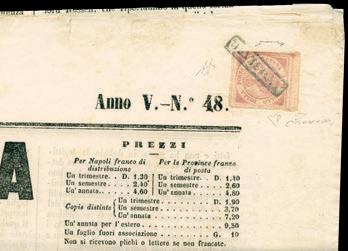 Anno V.-N.º 48.
A
PREZZI
Per Napoli franco di distribuzione
Un trimestre. D. 1.30
Un semestre. » 2.40
Un'annata. » 4,60
Per le Province franco di posta
Un trimestre. D. 1.40
Un semestre. » 2.60
Un'annata. » 4.80
Copia distinte
Un trimestre. D. 1.90
Un semestre. » 3.70
Un'annata » 7,20
Un'annata per l'estero. » 9.50
Un foglio fuori associazione. G. 10
Non si ricevono plichi o lettere se non francate.